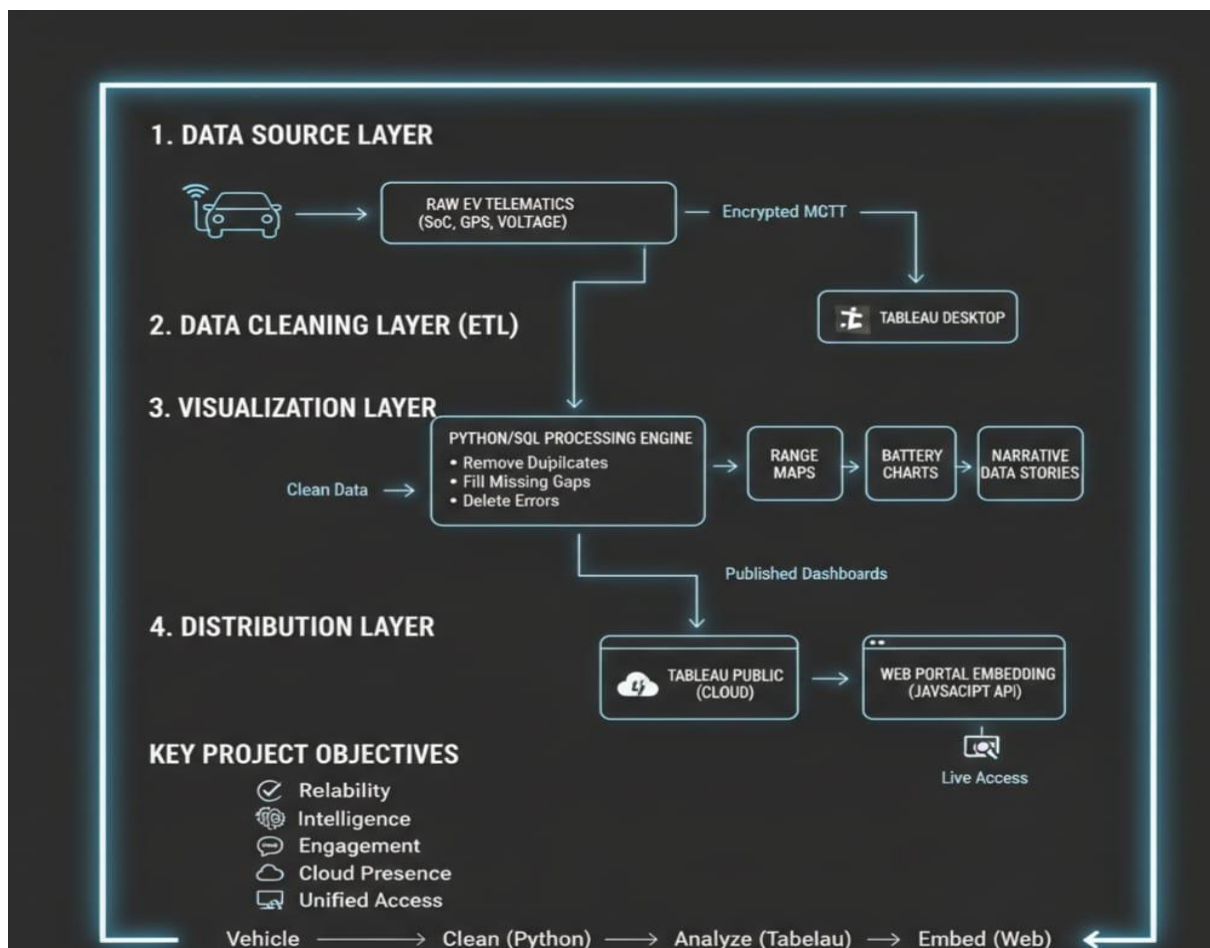 1. DATA SOURCE LAYER
RAW EV TELEMATICS
(SoC, GPS, VOLTAGE)
Encrypted MCTT
TABLEAU DESKTOP
2. DATA CLEANING LAYER (ETL)
3. VISUALIZATION LAYER
PYTHON/SQL PROCESSING ENGINE
• Remove Duipilcates
• Fill Missing Gaps
• Delete Errors
Clean Data
RANGE
MAPS
BATTERY
CHARTS
NARRATIVE
DATA STORIES
Published Dashboards
4. DISTRIBUTION LAYER
TABLEAU PUBLIC
(CLOUD)
WEB PORTAL EMBEDDING
(JAVSACIPT API)
Live Access
KEY PROJECT OBJECTIVES
Relability
Intelligence
Engagement
Cloud Presence
Unified Access
Vehicle → Clean (Python) → Analyze (Tabelau) → Embed (Web)